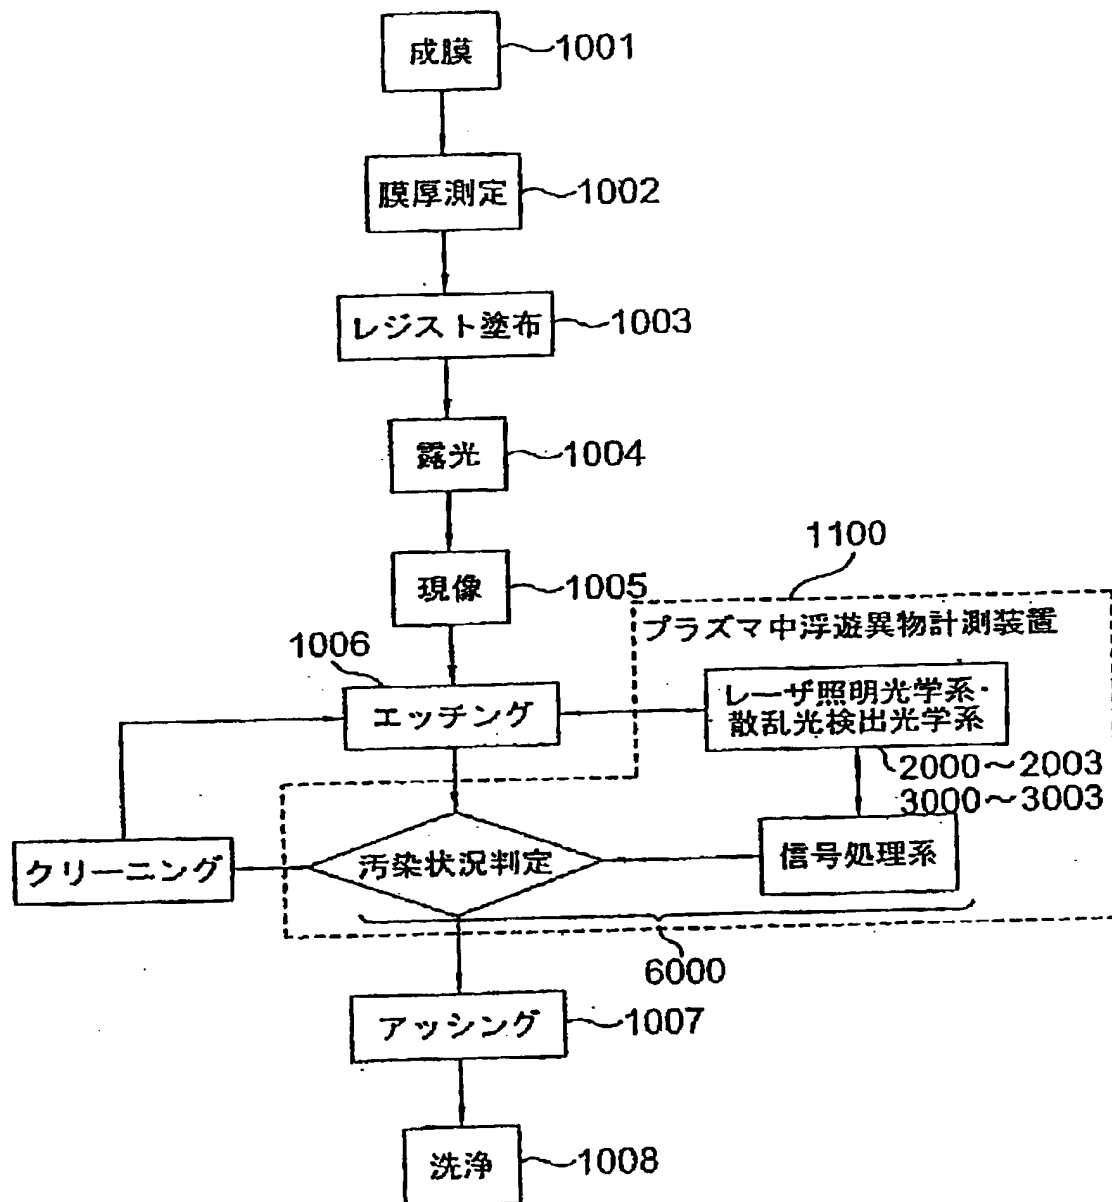 成膜
1001
膜厚測定
1002
レジスト塗布
1003
露光
1004
現像
1005
1100
プラズマ中浮遊異物計測装置
1006
エッチング
レーザ照明光学系・
散乱光検出光学系
2000～2003
3000～3003
クリーニング
汚染状況判定
信号処理系
6000
アッシング
1007
洗浄
1008